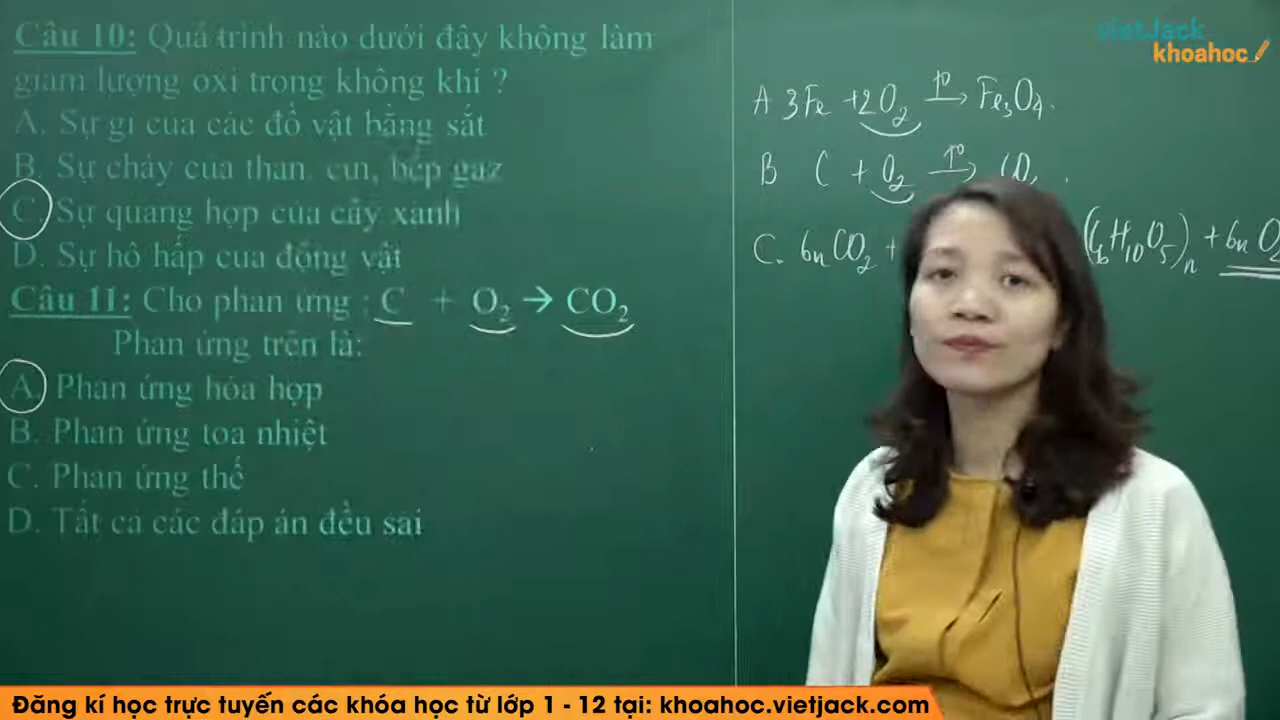 Câu 10: Quá trình nào dưới đây không làm
giảm lượng oxi trong không khí ?
A. Sự gỉ của các đồ vật bằng sắt
B. Sự cháy của than, củi, bếp gaz
C. Sự quang hợp của cây xanh
D. Sự hô hấp của động vật
Câu 11: Cho phản ứng : C + O₂ → CO₂
Phản ứng trên là:
A. Phản ứng hóa hợp
B. Phản ứng tỏa nhiệt
C. Phản ứng thế
D. Tất cả các đáp án đều sai
vietJack
khoahoc
A 3Fe + 2O₂ →(t⁰) Fe₃O₄.
B C + O₂ →(t⁰)
C. 6nCO₂ + (C₆H₁₀O₅)ₙ + 6nO₂
Đăng kí học trực tuyến các khóa học từ lớp 1 - 12 tại: khoahoc.vietjack.com